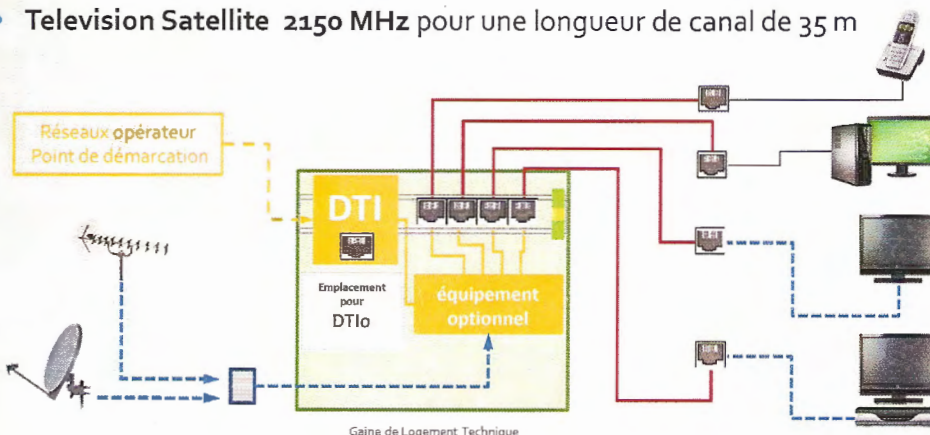 • Television Satellite 2150 MHz pour une longueur de canal de 35 m
Réseaux opérateur
Point de démarcation
DTI
Emplacement
pour
DTIo
équipement
optionnel
Gaine de Logement Technique